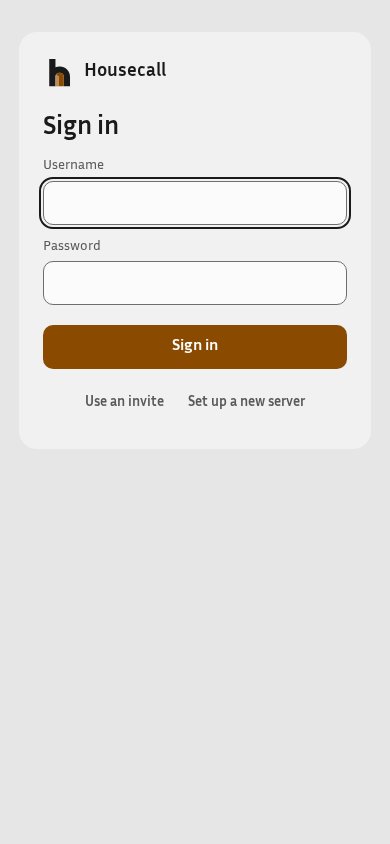 Housecall
Sign in
Username
Password
Sign in
Use an invite Set up a new server